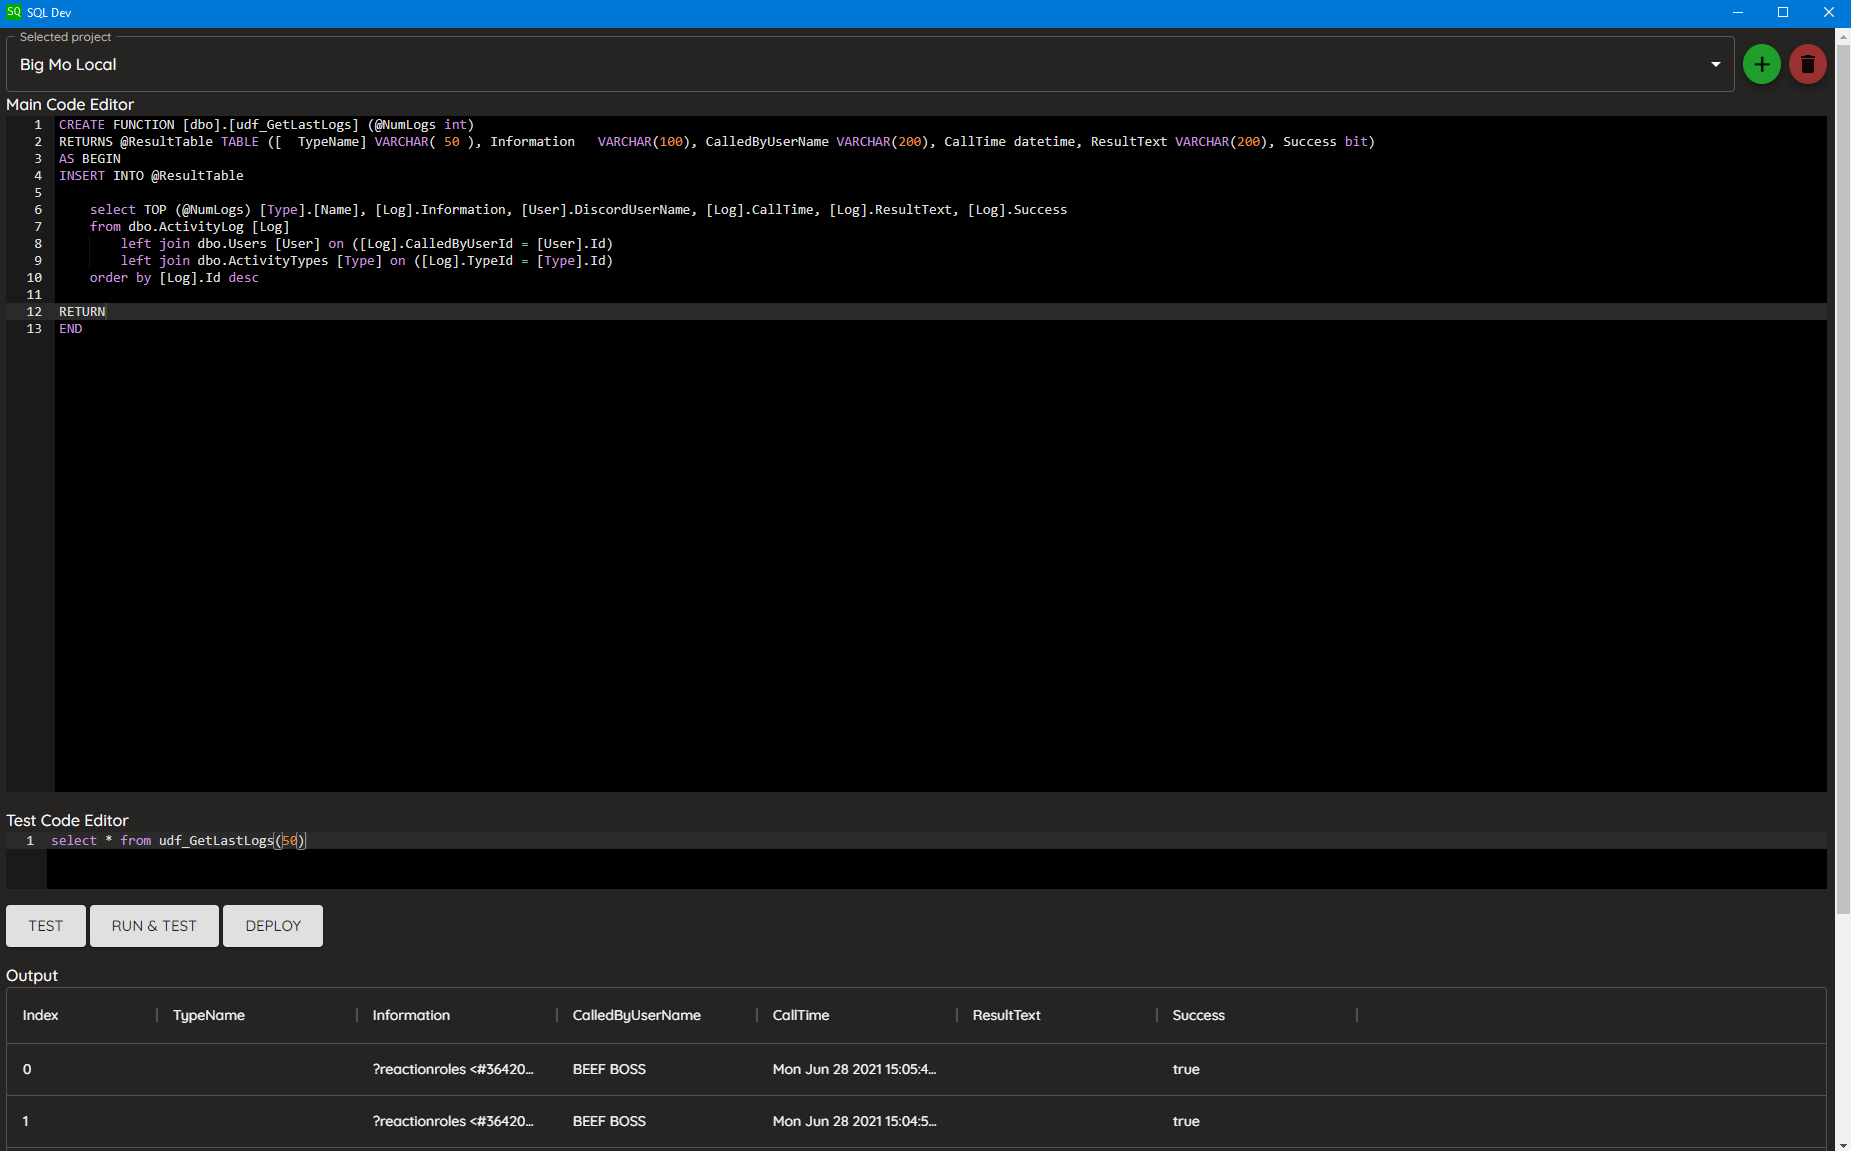 SQ SQL Dev
Selected project
Big Mo Local
Main Code Editor
1 CREATE FUNCTION [dbo].[udf_GetLastLogs] (@NumLogs int)
2 RETURNS @ResultTable TABLE ([  TypeName] VARCHAR( 50 ), Information   VARCHAR(100), CalledByUserName VARCHAR(200), CallTime datetime, ResultText VARCHAR(200), Success bit)
3 AS BEGIN
4 INSERT INTO @ResultTable
5
6     select TOP (@NumLogs) [Type].[Name], [Log].Information, [User].DiscordUserName, [Log].CallTime, [Log].ResultText, [Log].Success
7     from dbo.ActivityLog [Log]
8         left join dbo.Users [User] on ([Log].CalledByUserId = [User].Id)
9         left join dbo.ActivityTypes [Type] on ([Log].TypeId = [Type].Id)
10     order by [Log].Id desc
11
12 RETURN
13 END
Test Code Editor
1 select * from udf_GetLastLogs(50)
TEST RUN & TEST DEPLOY
Output
Index TypeName Information CalledByUserName CallTime ResultText Success
0 ?reactionroles <#36420... BEEF BOSS Mon Jun 28 2021 15:05:4... true
1 ?reactionroles <#36420... BEEF BOSS Mon Jun 28 2021 15:04:5... true